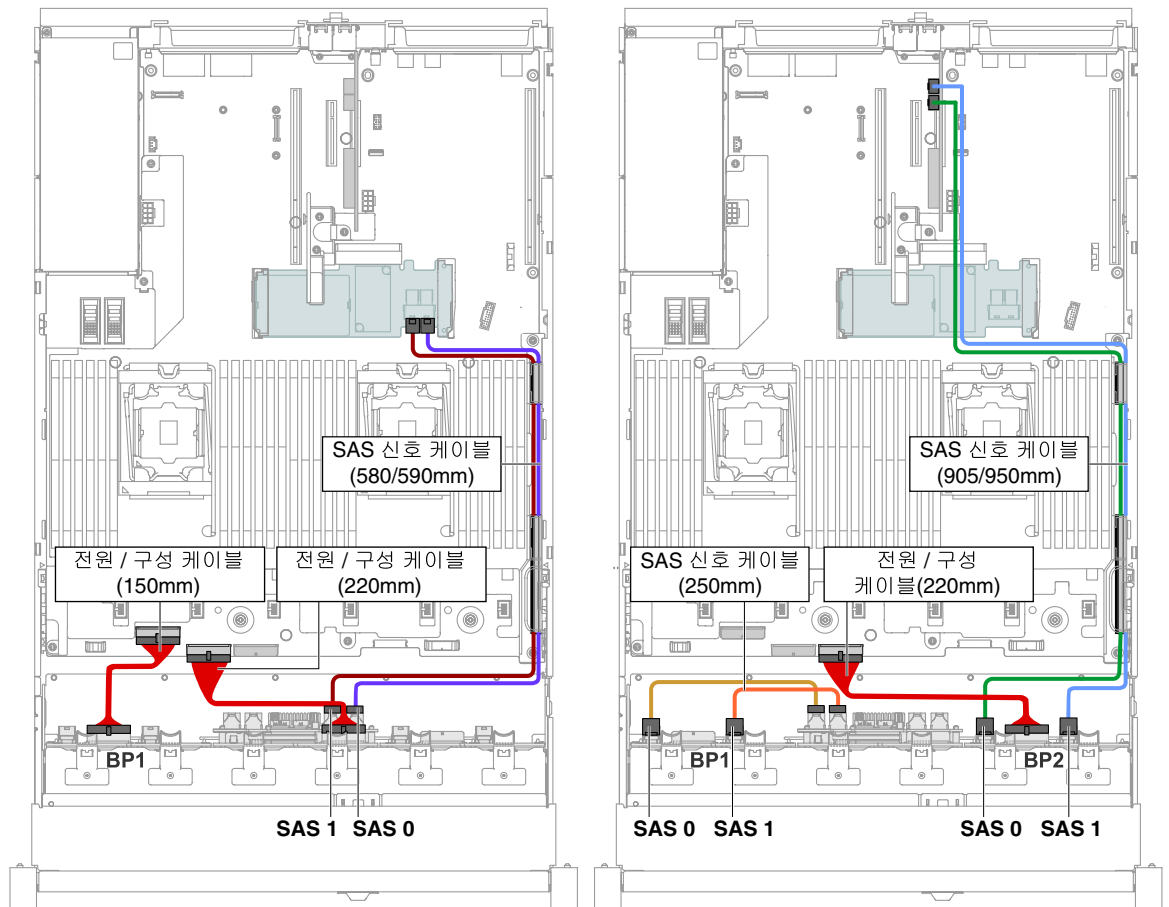 SAS 신호 케이블
(580/590mm)
전원 / 구성 케이블
(150mm)
전원 / 구성 케이블
(220mm)
BP1
SAS 1
SAS 0
SAS 신호 케이블
(905/950mm)
SAS 신호 케이블
(250mm)
전원 / 구성
케이블(220mm)
BP1
BP2
SAS 0
SAS 1
SAS 0
SAS 1